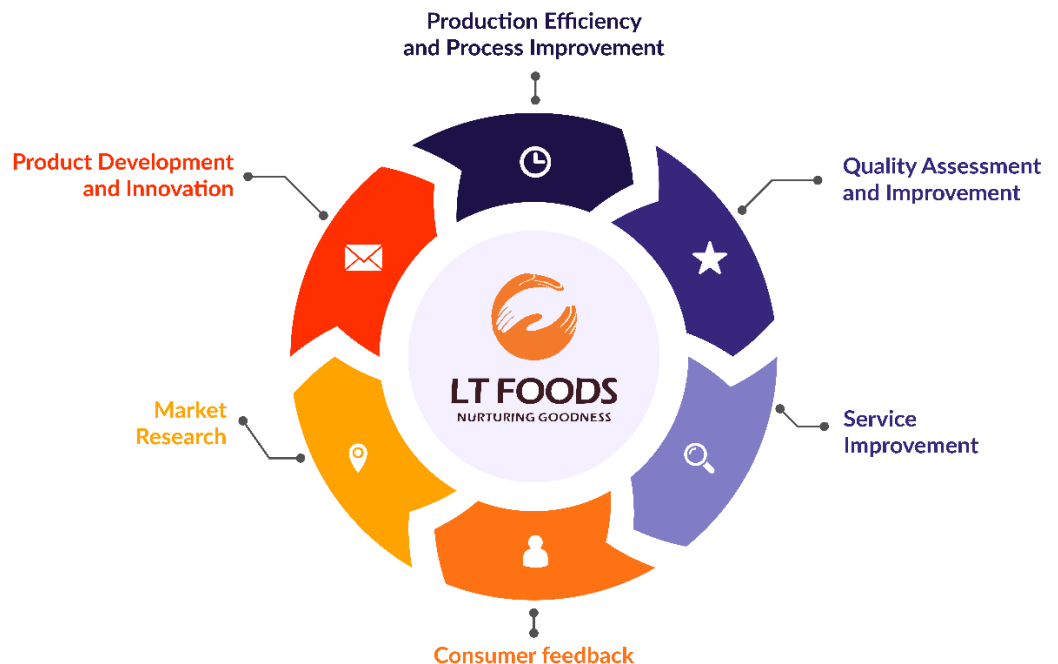 Production Efficiency
and Process Improvement
Product Development
and Innovation
Quality Assessment
and Improvement
LT FOODS
NURTURING GOODNESS
Market
Research
Service
Improvement
Consumer feedback